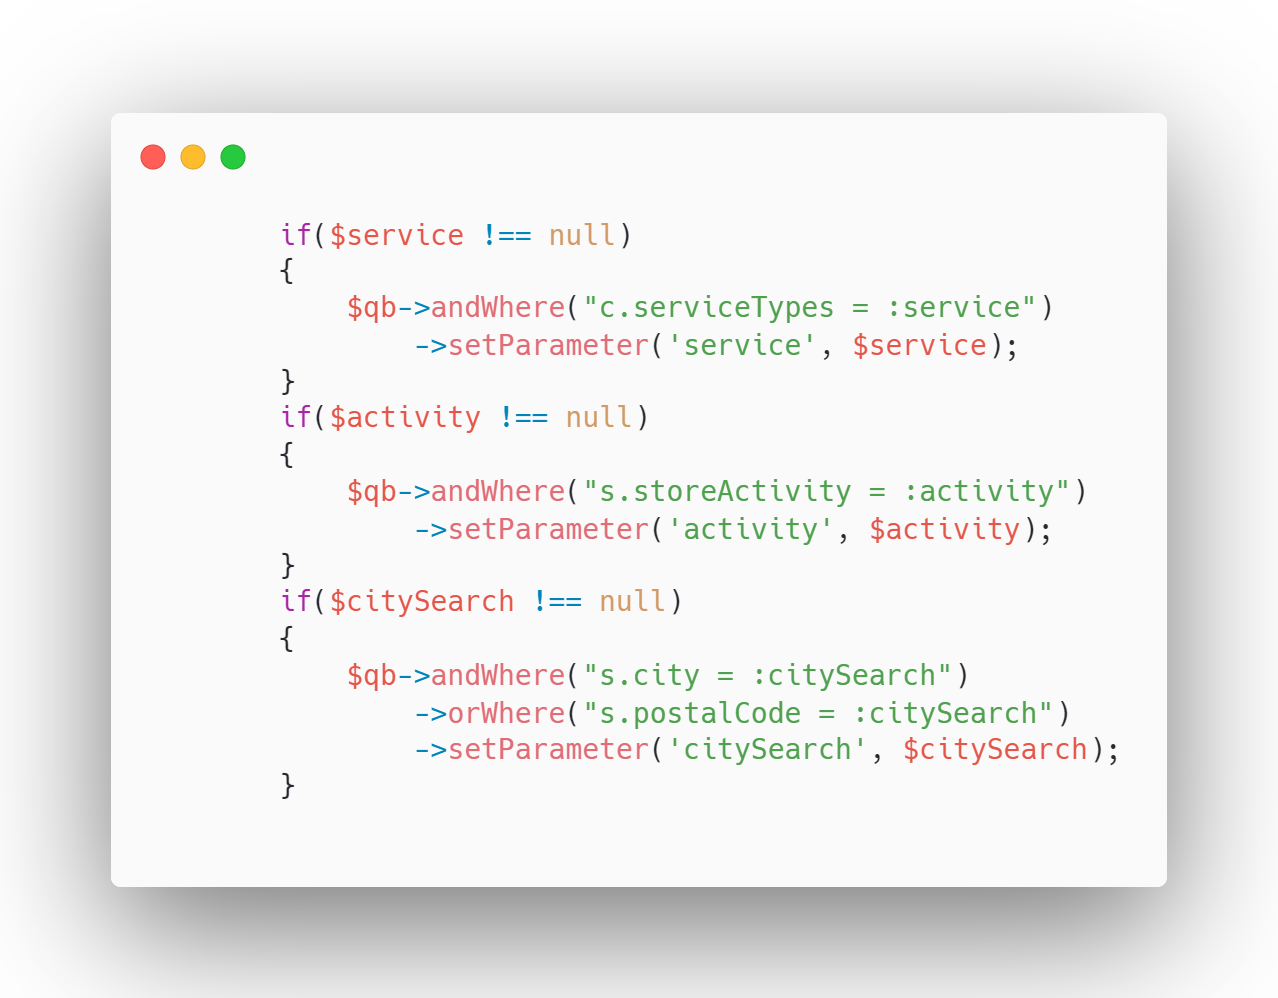 if($service !== null)
{
    $qb->andWhere("c.serviceTypes = :service")
        ->setParameter('service', $service);
}
if($activity !== null)
{
    $qb->andWhere("s.storeActivity = :activity")
        ->setParameter('activity', $activity);
}
if($citySearch !== null)
{
    $qb->andWhere("s.city = :citySearch")
        ->orWhere("s.postalCode = :citySearch")
        ->setParameter('citySearch', $citySearch);
}